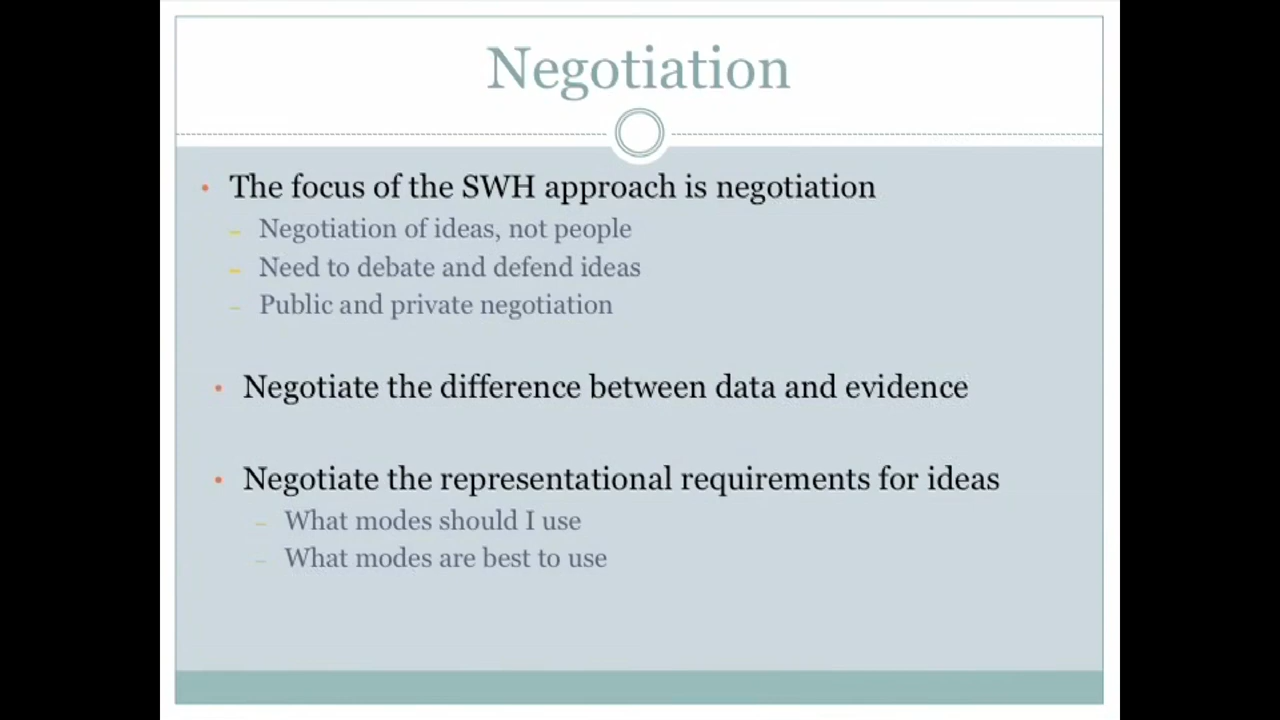 Negotiation
• The focus of the SWH approach is negotiation
– Negotiation of ideas, not people
– Need to debate and defend ideas
– Public and private negotiation
• Negotiate the difference between data and evidence
• Negotiate the representational requirements for ideas
– What modes should I use
– What modes are best to use